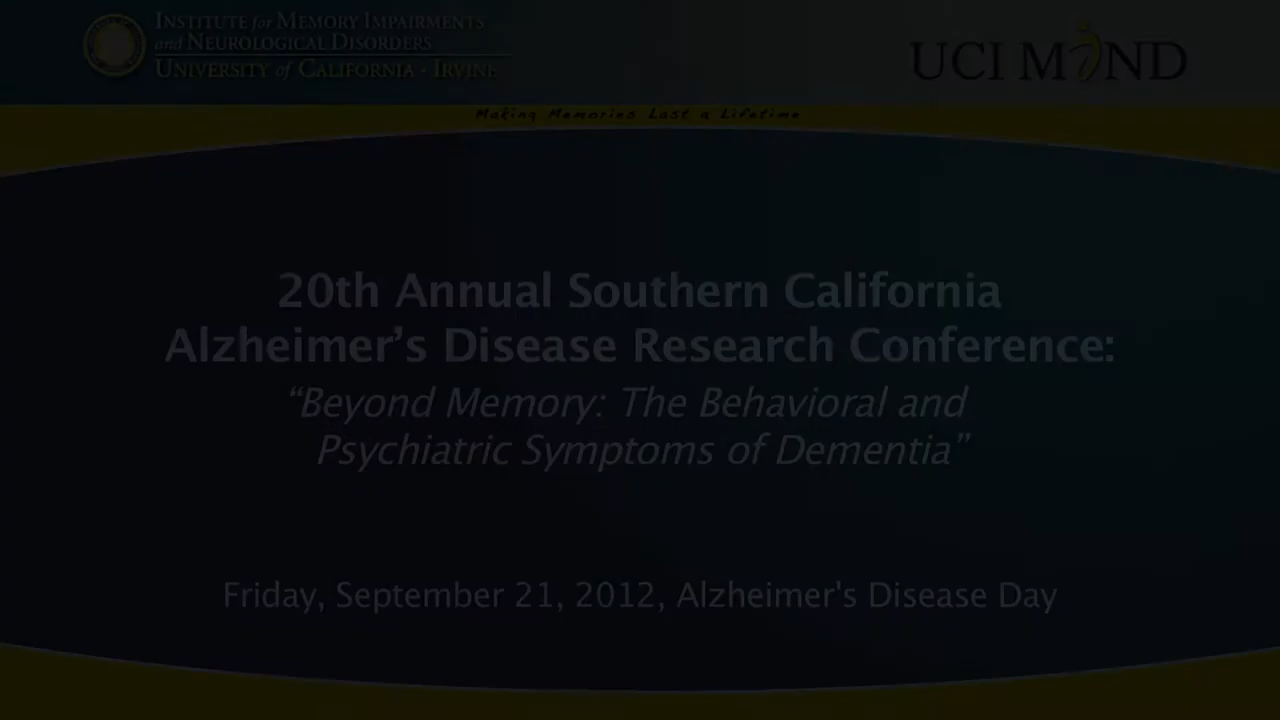 INSTITUTE for MEMORY IMPAIRMENTS
and NEUROLOGICAL DISORDERS
UNIVERSITY of CALIFORNIA · IRVINE
UCI MIND
Making Memories Last a Lifetime
20th Annual Southern California
Alzheimer’s Disease Research Conference:
“Beyond Memory: The Behavioral and
Psychiatric Symptoms of Dementia”
Friday, September 21, 2012, Alzheimer's Disease Day